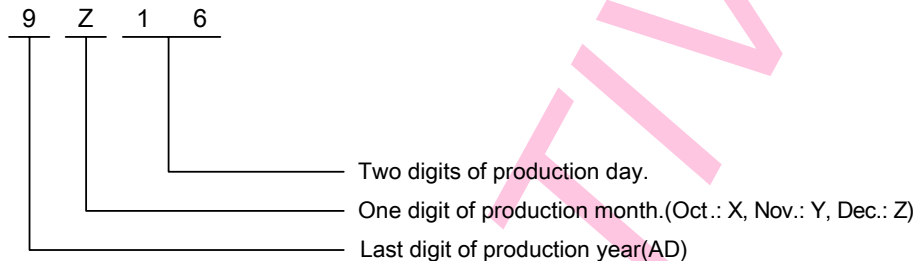 9 Z 1 6
Two digits of production day.
One digit of production month.(Oct.: X, Nov.: Y, Dec.: Z)
Last digit of production year(AD)
TIV